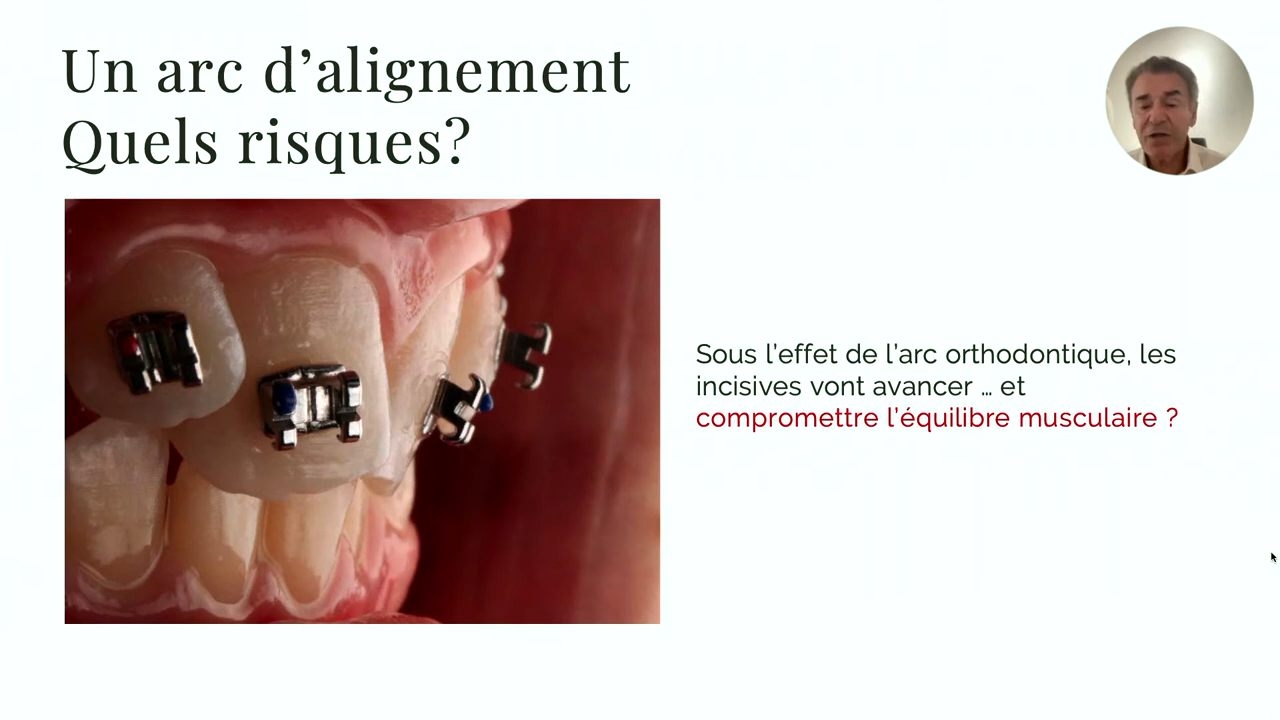 Un arc d’alignement
Quels risques?
Sous l’effet de l’arc orthodontique, les
incisives vont avancer … et
compromettre l’équilibre musculaire ?